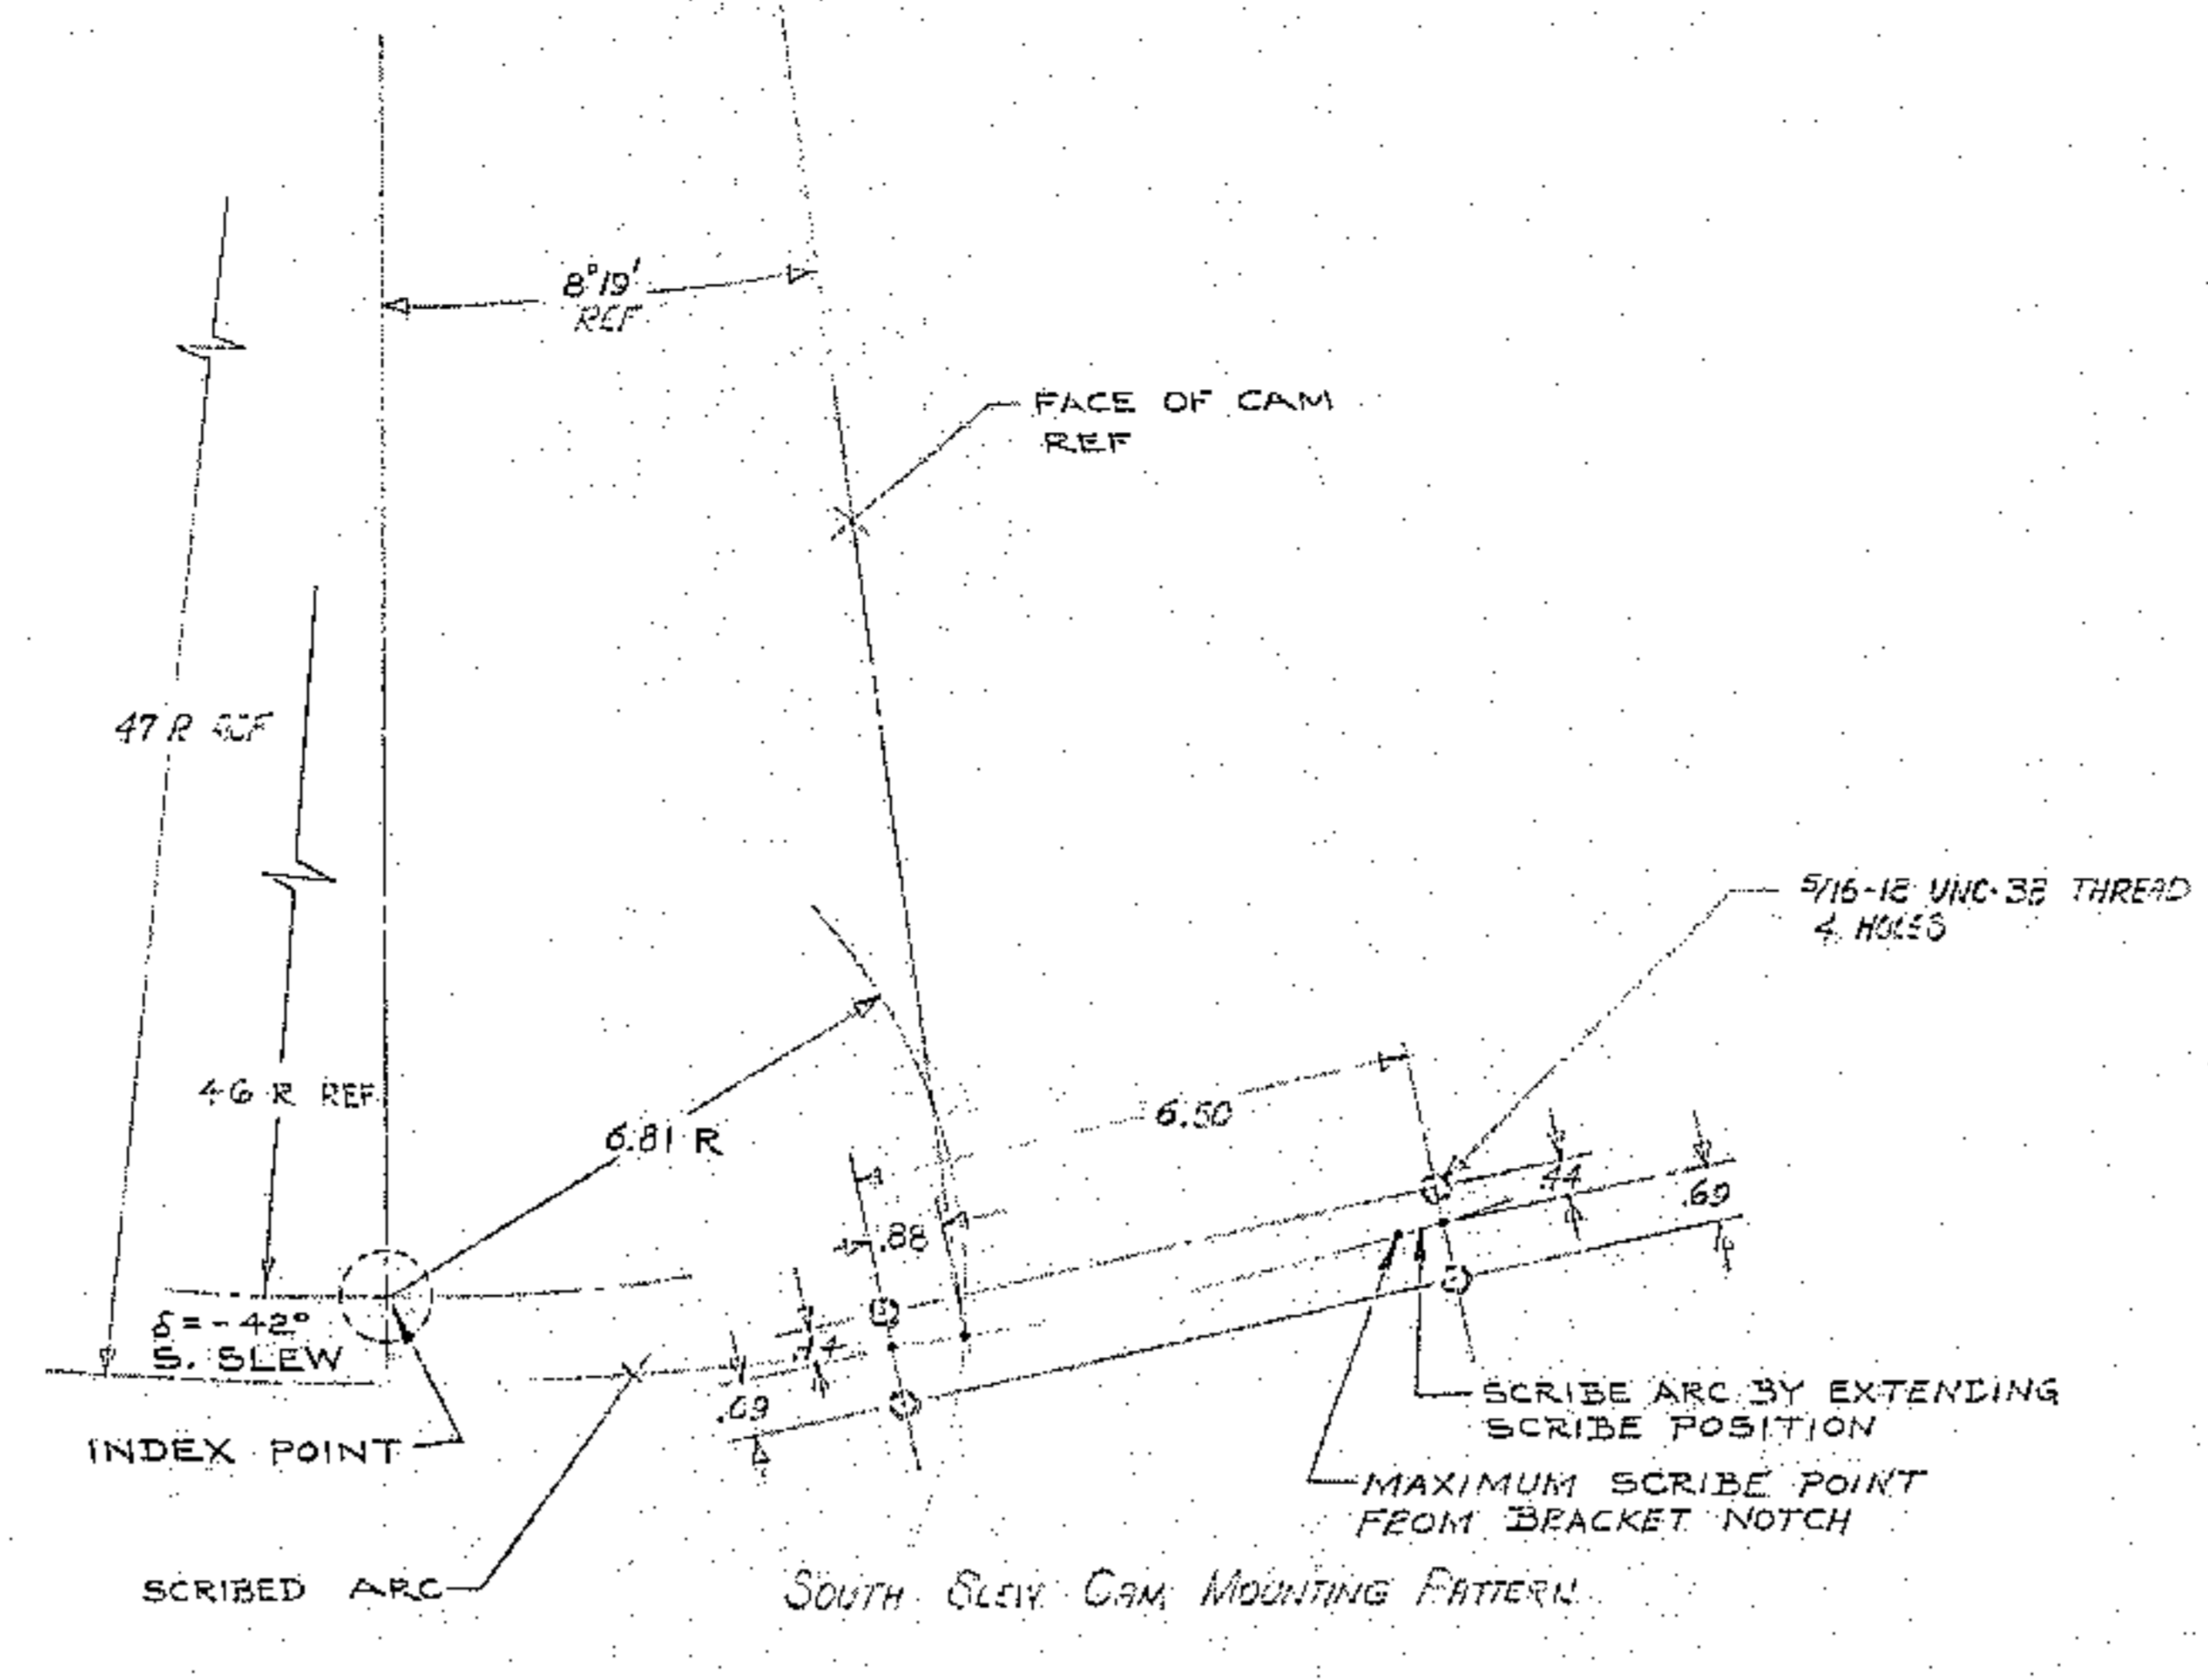 8°19'
REF
FACE OF CAM
REF
47 R REF
5/16-18 UNC-3B THREAD
4 HOLES
46 R REF
6.81 R
6.50
.44
.69
.88
δ = -42°
S. SLEW
.44
.69
INDEX POINT
SCRIBE ARC BY EXTENDING
SCRIBE POSITION
MAXIMUM SCRIBE POINT
FROM BRACKET NOTCH
SCRIBED ARC
SOUTH SLEW CAM MOUNTING PATTERN